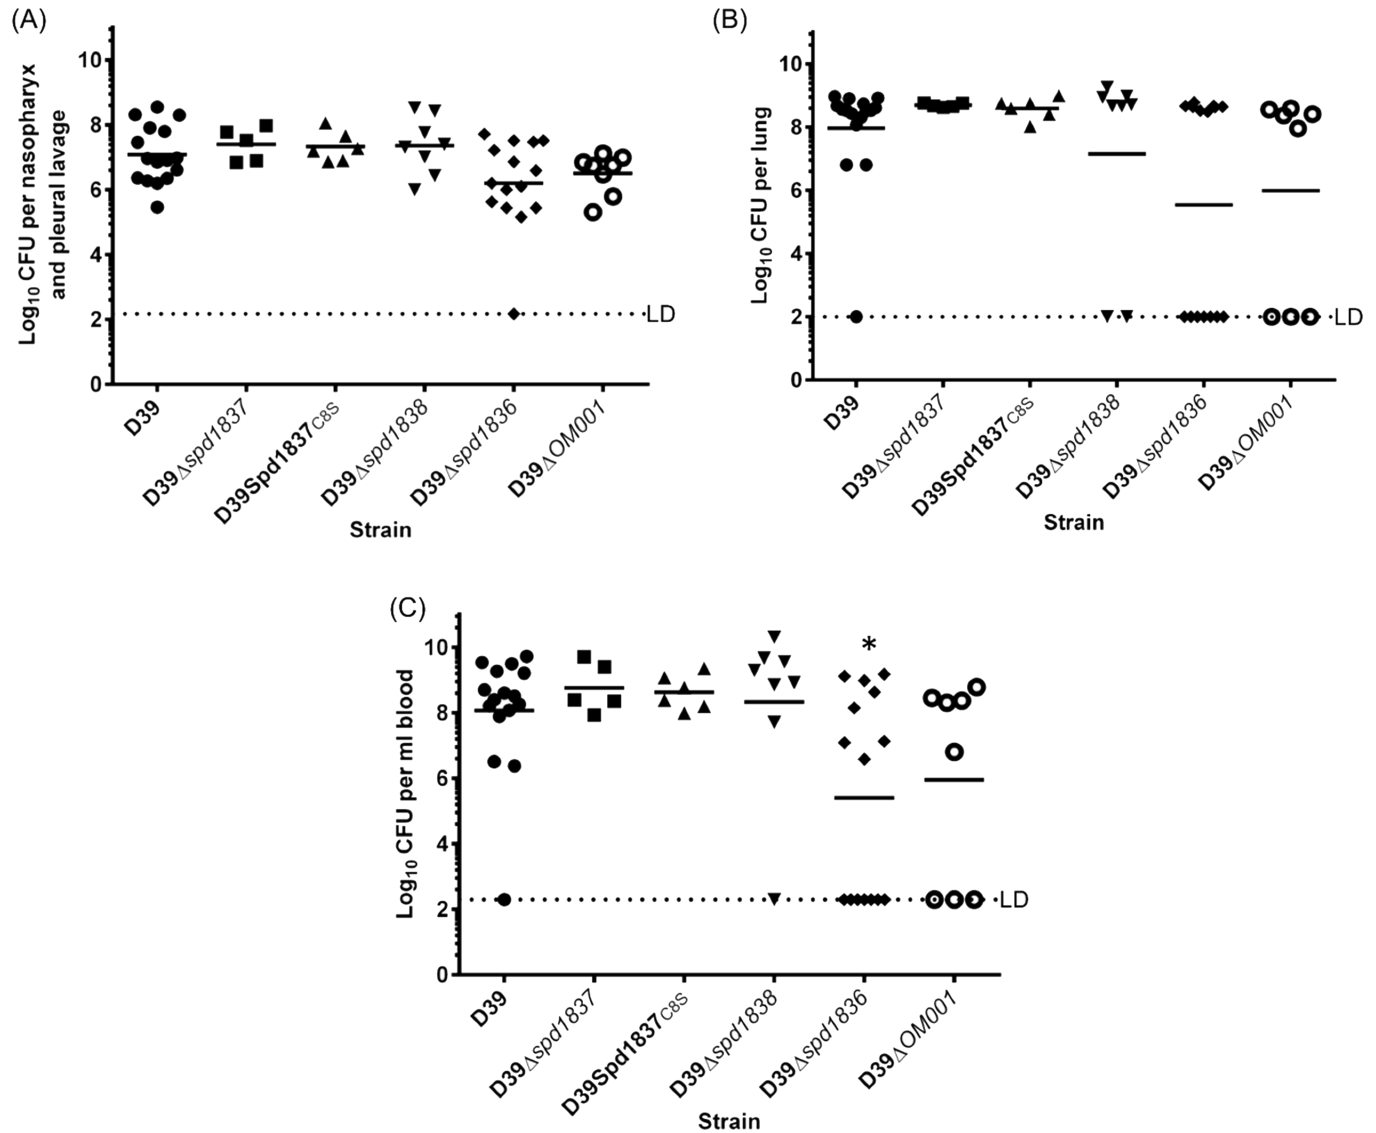 (A)
Log10 CFU per nasopharyx
and pleural lavage
10
8
6
4
2
0
LD
D39
D39Δspd1837
D39Spd1837C8S
D39Δspd1838
D39Δspd1836
D39ΔOM001
Strain
(B)
Log10 CFU per lung
10
8
6
4
2
0
LD
D39
D39Δspd1837
D39Spd1837C8S
D39Δspd1838
D39Δspd1836
D39ΔOM001
Strain
(C)
Log10 CFU per ml blood
10
8
6
4
2
0
*
LD
D39
D39Δspd1837
D39Spd1837C8S
D39Δspd1838
D39Δspd1836
D39ΔOM001
Strain